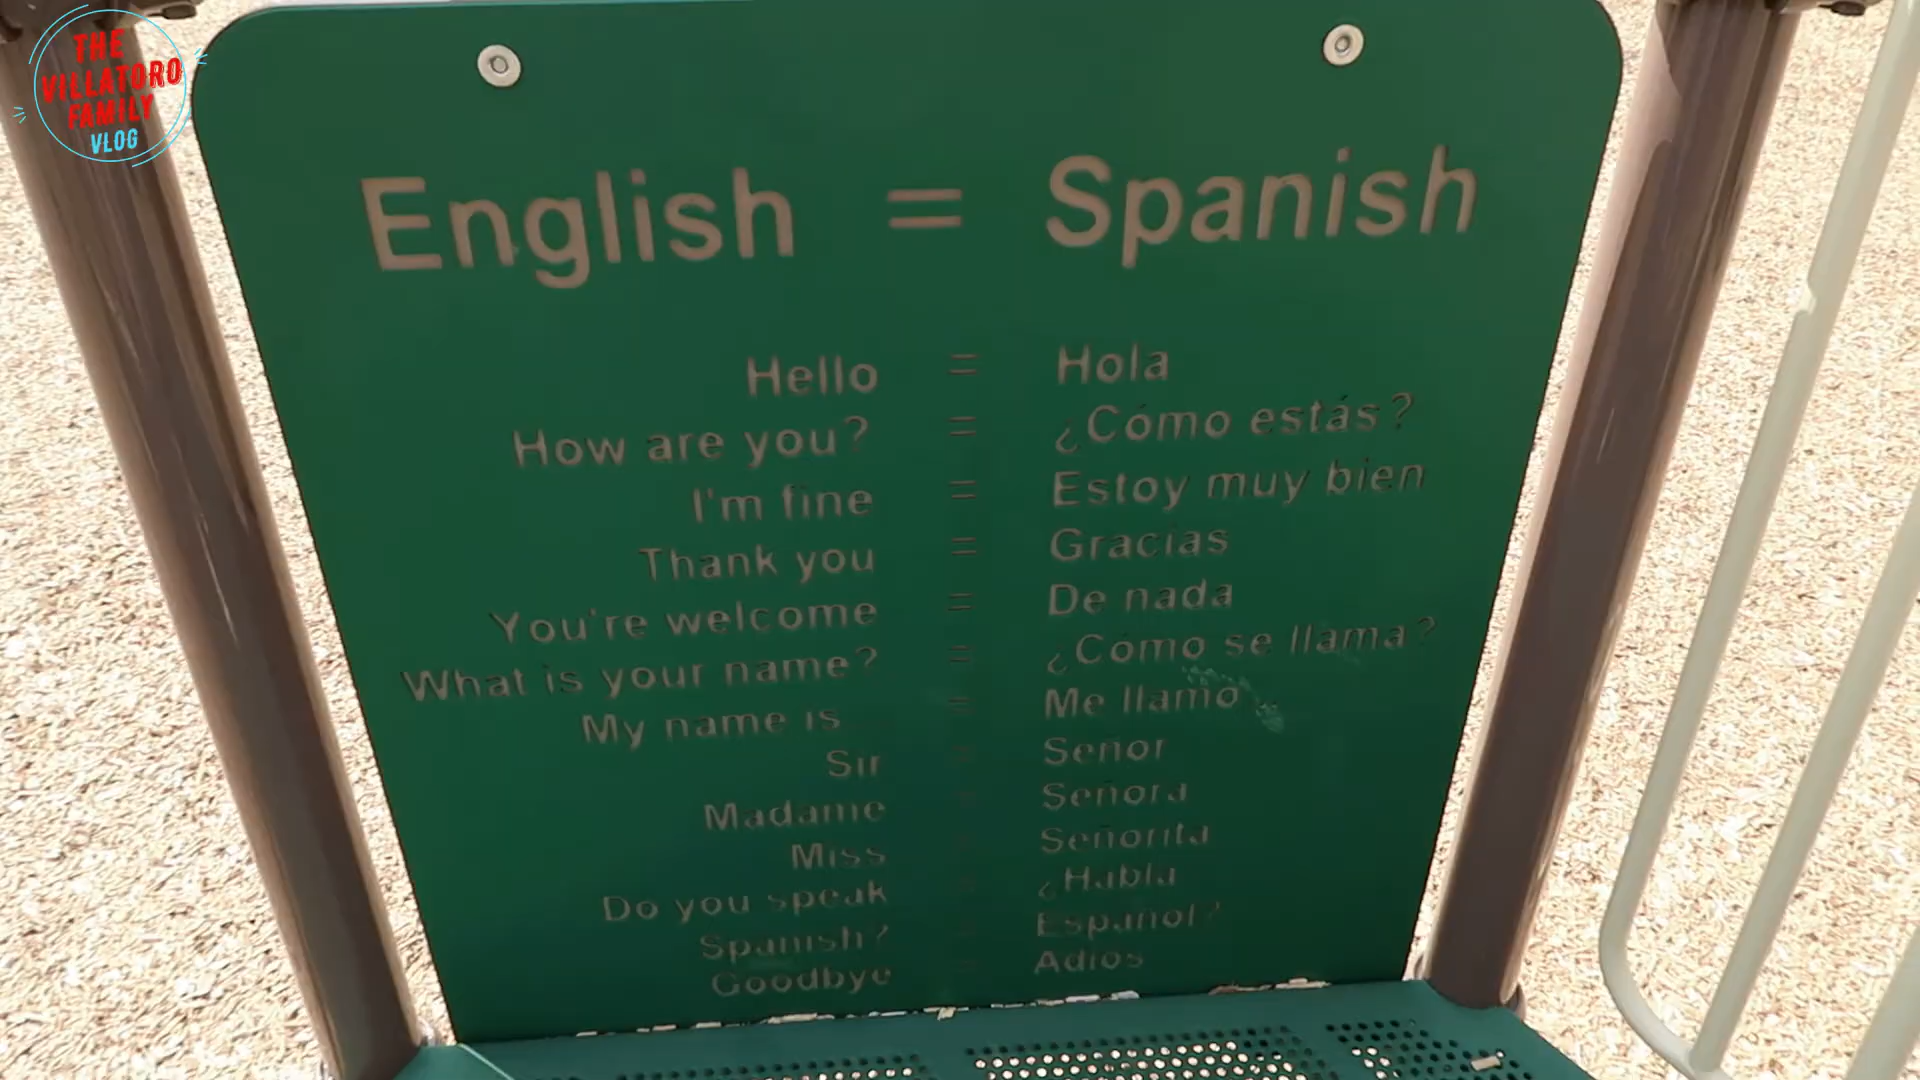 THE
VILLATORO
FAMILY
VLOG
English = Spanish
Hello = Hola
How are you? = ¿Cómo estás?
I'm fine = Estoy muy bien
Thank you = Gracias
You're welcome = De nada
What is your name? = ¿Cómo se llama?
My name is... = Me llamo
Sir = Señor
Madame = Señora
Miss = Señorita
Do you speak = ¿Habla
Spanish? = Español?
Goodbye = Adiós